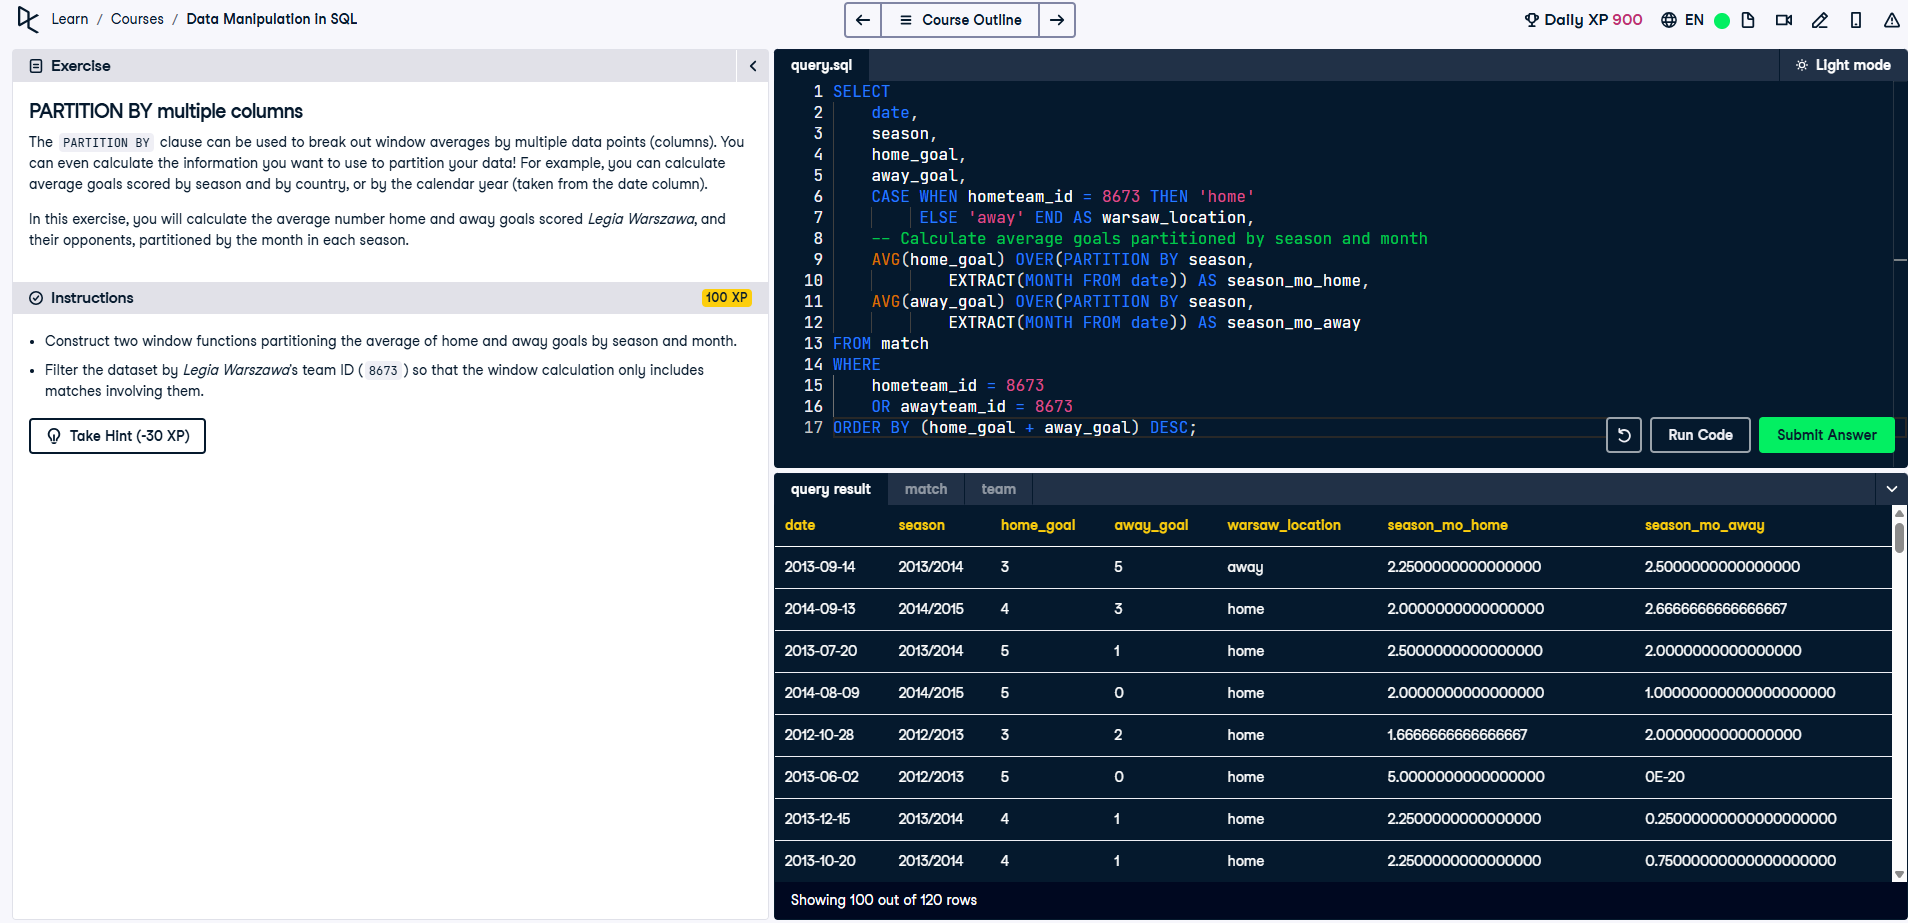 Learn / Courses / Data Manipulation in SQL
Course Outline
Daily XP 900
EN
Exercise
PARTITION BY multiple columns
The PARTITION BY clause can be used to break out window averages by multiple data points (columns). You
can even calculate the information you want to use to partition your data! For example, you can calculate
average goals scored by season and by country, or by the calendar year (taken from the date column).
In this exercise, you will calculate the average number home and away goals scored Legia Warszawa, and
their opponents, partitioned by the month in each season.
Instructions
100 XP
• Construct two window functions partitioning the average of home and away goals by season and month.
• Filter the dataset by Legia Warszawa's team ID ( 8673 ) so that the window calculation only includes
matches involving them.
Take Hint (-30 XP)
query.sql
Light mode
1 SELECT
2 date,
3 season,
4 home_goal,
5 away_goal,
6 CASE WHEN hometeam_id = 8673 THEN 'home'
7 ELSE 'away' END AS warsaw_location,
8 -- Calculate average goals partitioned by season and month
9 AVG(home_goal) OVER(PARTITION BY season,
10 EXTRACT(MONTH FROM date)) AS season_mo_home,
11 AVG(away_goal) OVER(PARTITION BY season,
12 EXTRACT(MONTH FROM date)) AS season_mo_away
13 FROM match
14 WHERE
15 hometeam_id = 8673
16 OR awayteam_id = 8673
17 ORDER BY (home_goal + away_goal) DESC;
Run Code
Submit Answer
query result match team
date season home_goal away_goal warsaw_location season_mo_home season_mo_away
2013-09-14 2013/2014 3 5 away 2.2500000000000000 2.5000000000000000
2014-09-13 2014/2015 4 3 home 2.0000000000000000 2.6666666666666667
2013-07-20 2013/2014 5 1 home 2.5000000000000000 2.0000000000000000
2014-08-09 2014/2015 5 0 home 2.0000000000000000 1.00000000000000000000
2012-10-28 2012/2013 3 2 home 1.6666666666666667 2.0000000000000000
2013-06-02 2012/2013 5 0 home 5.0000000000000000 0E-20
2013-12-15 2013/2014 4 1 home 2.2500000000000000 0.25000000000000000000
2013-10-20 2013/2014 4 1 home 2.2500000000000000 0.75000000000000000000
Showing 100 out of 120 rows